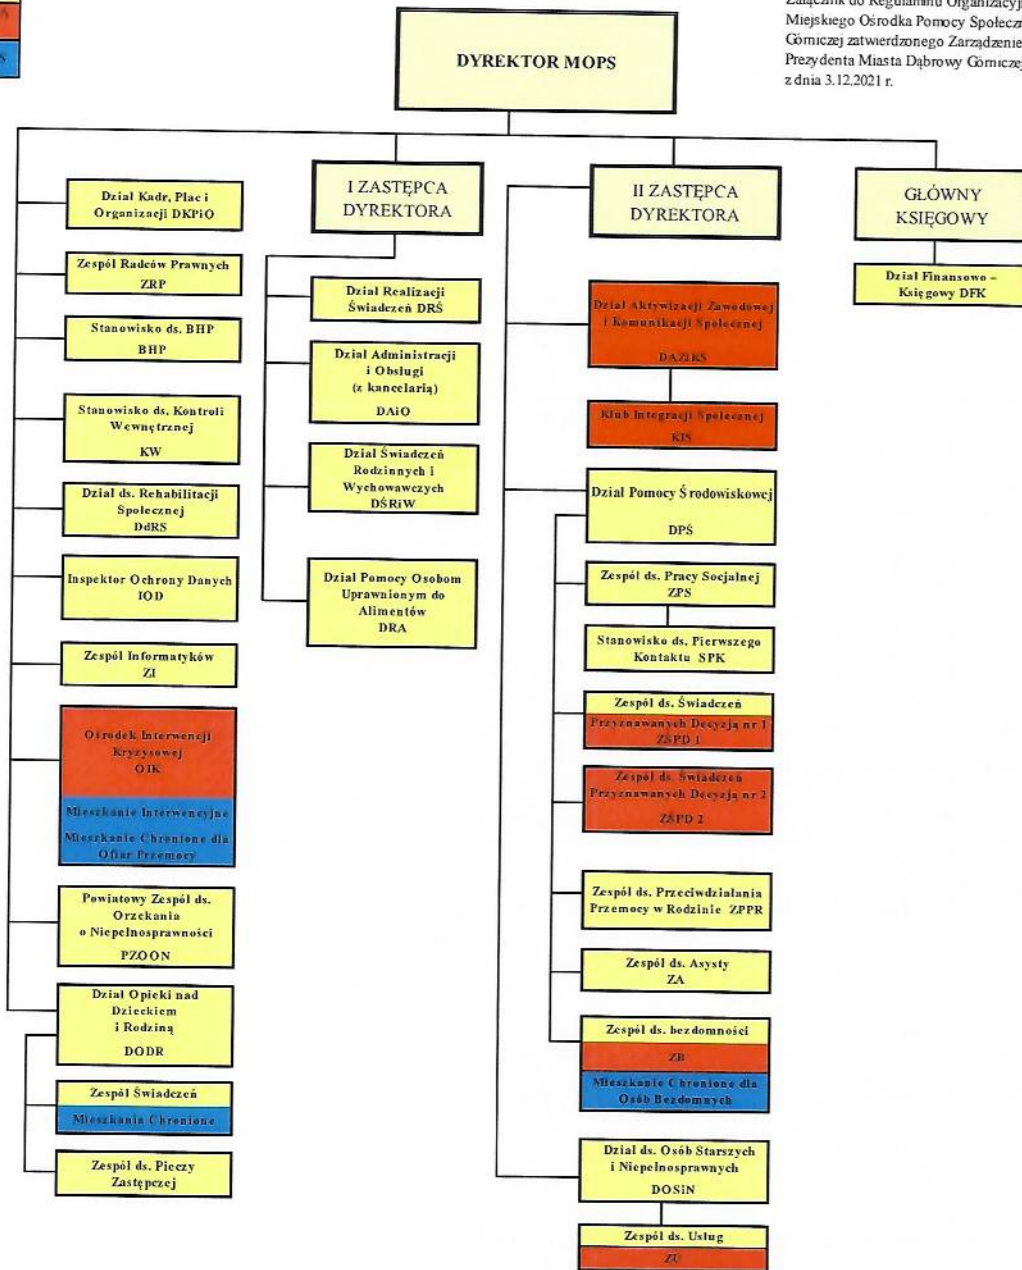 Załącznik do Regulaminu
Miejskiego Ośrodka Pomocy
Górniczej zatwierdzonego
Prezydenta Miasta Dąbrowy Górniczej
z dnia 3.12.2021 r.
DYREKTOR MOPS
Dział Kadr, Płac i
Organizacji DKPiO
Zespół Radców Prawnych
ZRP
Stanowisko ds. BHP
BHP
Stanowisko ds. Kontroli
Wewnętrznej
KW
Dział ds. Rehabilitacji
Społecznej
DdRS
Inspektor Ochrony Danych
IOD
Zespół Informatyków
ZI
Ośrodek Interwencji
Kryzysowej
OIK
Mieszkanie Interwencyjne
Mieszkanie Chronione dla
Ofiar Przemocy
Powiatowy Zespół ds.
Orzekania
o Niepełnosprawności
PZOON
Dział Opieki nad
Dzieckiem
i Rodziną
DODR
Zespół Świadczeń
Mieszkania Chronione
Zespół ds. Pieczy
Zastępczej
I ZASTĘPCA
DYREKTORA
Dział Realizacji
Świadczeń DRŚ
Dział Administracji
i Obsługi
(z kancelarią)
DAiO
Dział Świadczeń
Rodzinnych i
Wychowawczych
DŚRiW
Dział Pomocy Osobom
Uprawnionym do
Alimentów
DRA
II ZASTĘPCA
DYREKTORA
Dział Aktywizacji Zawodowej
i Komunikacji Społecznej
DAZIKS
Klub Integracji Społecznej
KIS
Dział Pomocy Środowiskowej
DPŚ
Zespół ds. Pracy Socjalnej
ZPS
Stanowisko ds. Pierwszego
Kontaktu SPK
Zespół ds. Świadczeń
Przyznawanych Decyzją nr 1
ZŚPD 1
Zespół ds. Świadczeń
Przyznawanych Decyzją nr 2
ZŚPD 2
Zespół ds. Przeciwdziałania
Przemocy w Rodzinie ZPPR
Zespół ds. Asysty
ZA
Zespół ds. bezdomności
ZB
Mieszkanie Chronione dla
Osób Bezdomnych
Dział ds. Osób Starszych
i Niepełnosprawnych
DOSiN
Zespół ds. Usług
ZU
GŁÓWNY
KSIĘGOWY
Dział Finansowo –
Księgowy DFK